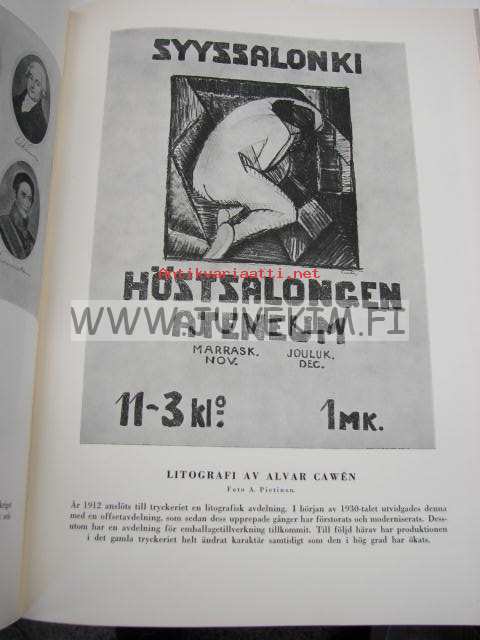 SYYSSALONKI
Antikvariaatti.net
HÖSTSALONGEN
WWW.JUNEKIM.FI
ATENEUM
MARRASK. JOULUK.
NOV. DEC.
11-3 klo: 1 MK.
LITOGRAFI AV ALVAR CAWÉN
Foto A. Pietinen.
År 1912 anslöts till tryckeriet en litografisk avdelning. I början av 1930-talet utvidgades denna
med en offsetavdelning, som sedan dess upprepade gånger har förstorats och moderniserats. Dess-
utom har en avdelning för emballagetillverkning tillkommit. Till följd härav har produktionen
i det gamla tryckeriet helt ändrat karaktär samtidigt som den i hög grad har ökats.